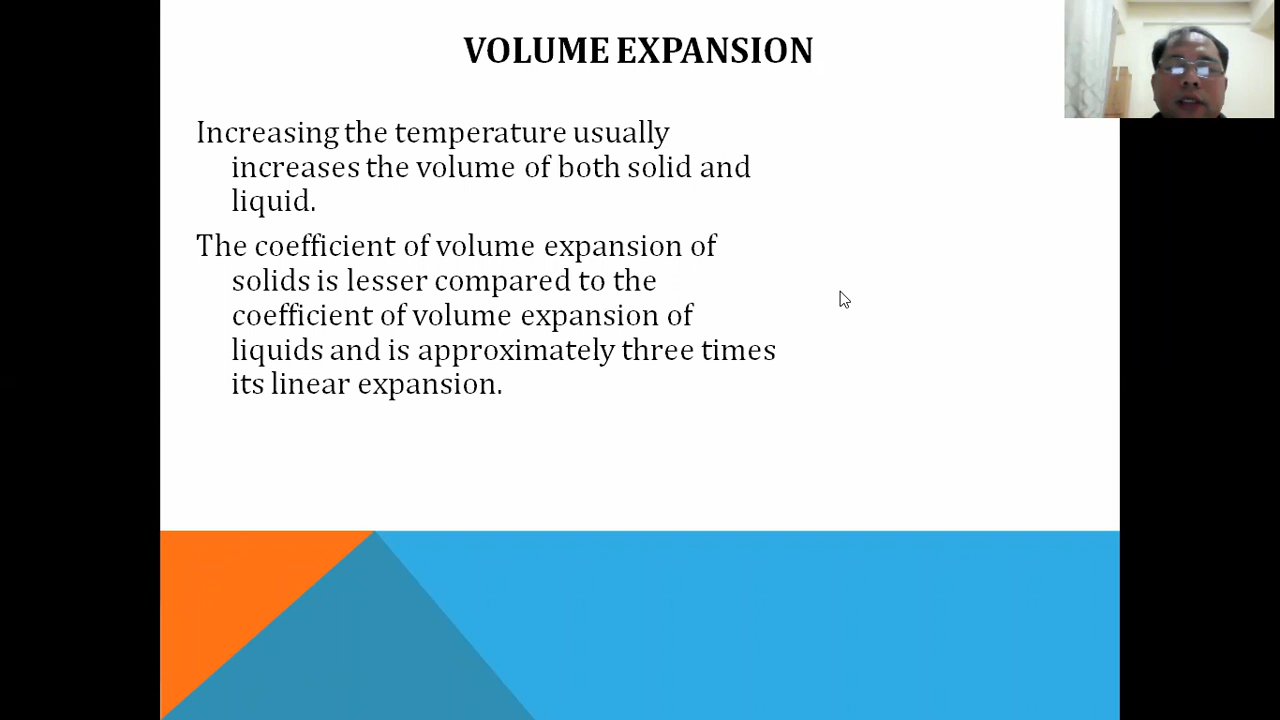 VOLUME EXPANSION
Increasing the temperature usually
increases the volume of both solid and
liquid.
The coefficient of volume expansion of
solids is lesser compared to the
coefficient of volume expansion of
liquids and is approximately three times
its linear expansion.